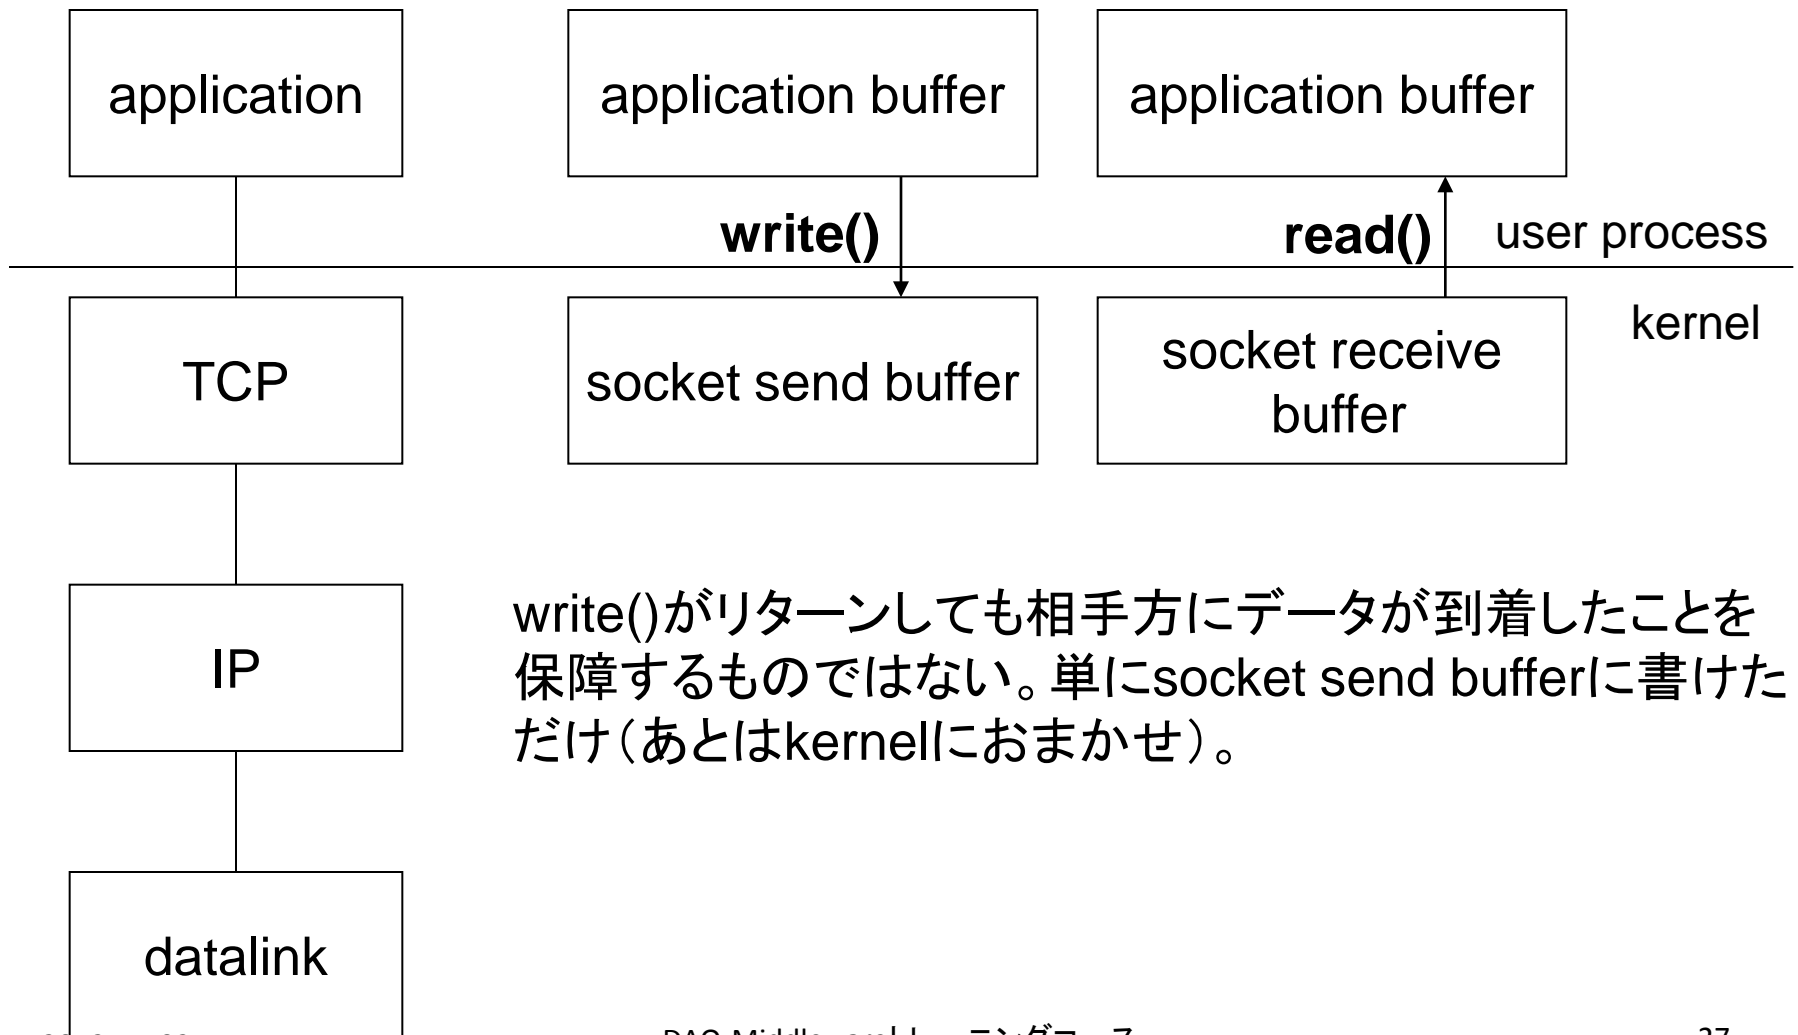 application
application buffer
application buffer
write()
read()
user process
kernel
TCP
socket send buffer
socket receive
buffer
IP
write()がリターンしても相手方にデータが到着したことを
保障するものではない。単にsocket send bufferに書けた
だけ（あとはkernelにおまかせ）。
datalink